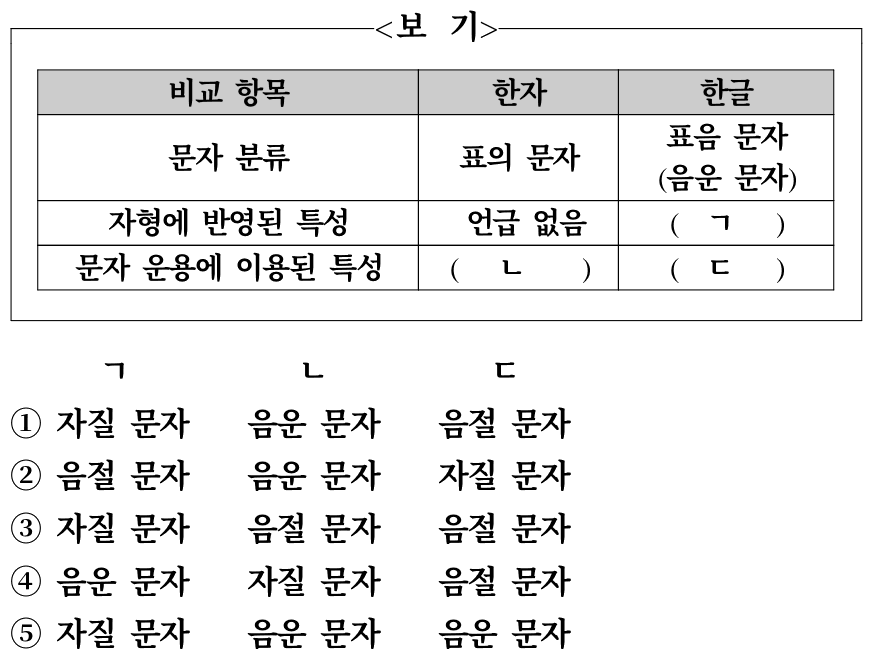 <보 기>
비교 항목 한자 한글
문자 분류 표의 문자 표음 문자
(음운 문자)
자형에 반영된 특성 언급 없음 ( ㄱ )
문자 운용에 이용된 특성 ( ㄴ ) ( ㄷ )
ㄱ ㄴ ㄷ
① 자질 문자 음운 문자 음절 문자
② 음절 문자 음운 문자 자질 문자
③ 자질 문자 음절 문자 음절 문자
④ 음운 문자 자질 문자 음절 문자
⑤ 자질 문자 음운 문자 음운 문자